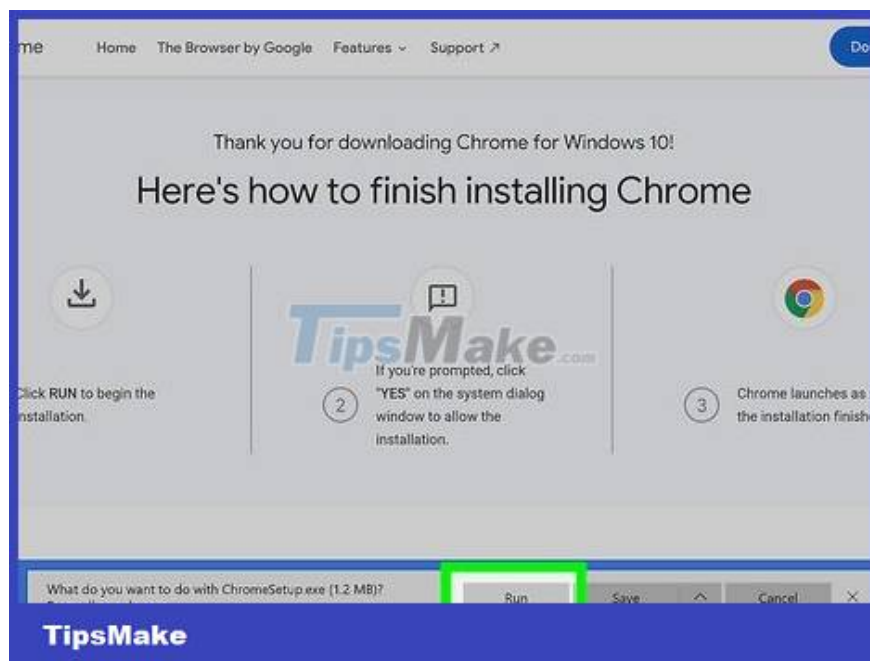 me Home The Browser by Google Features Support
Do
Thank you for downloading Chrome for Windows 10!
Here's how to finish installing Chrome
TipsMake.com
Click RUN to begin the
installation.
2
If you're prompted, click
"YES" on the system dialog
window to allow the
installation.
3
Chrome launches as
the installation finish
What do you want to do with ChromeSetup.exe (1.2 MB)?
Run
Save
Cancel
TipsMake